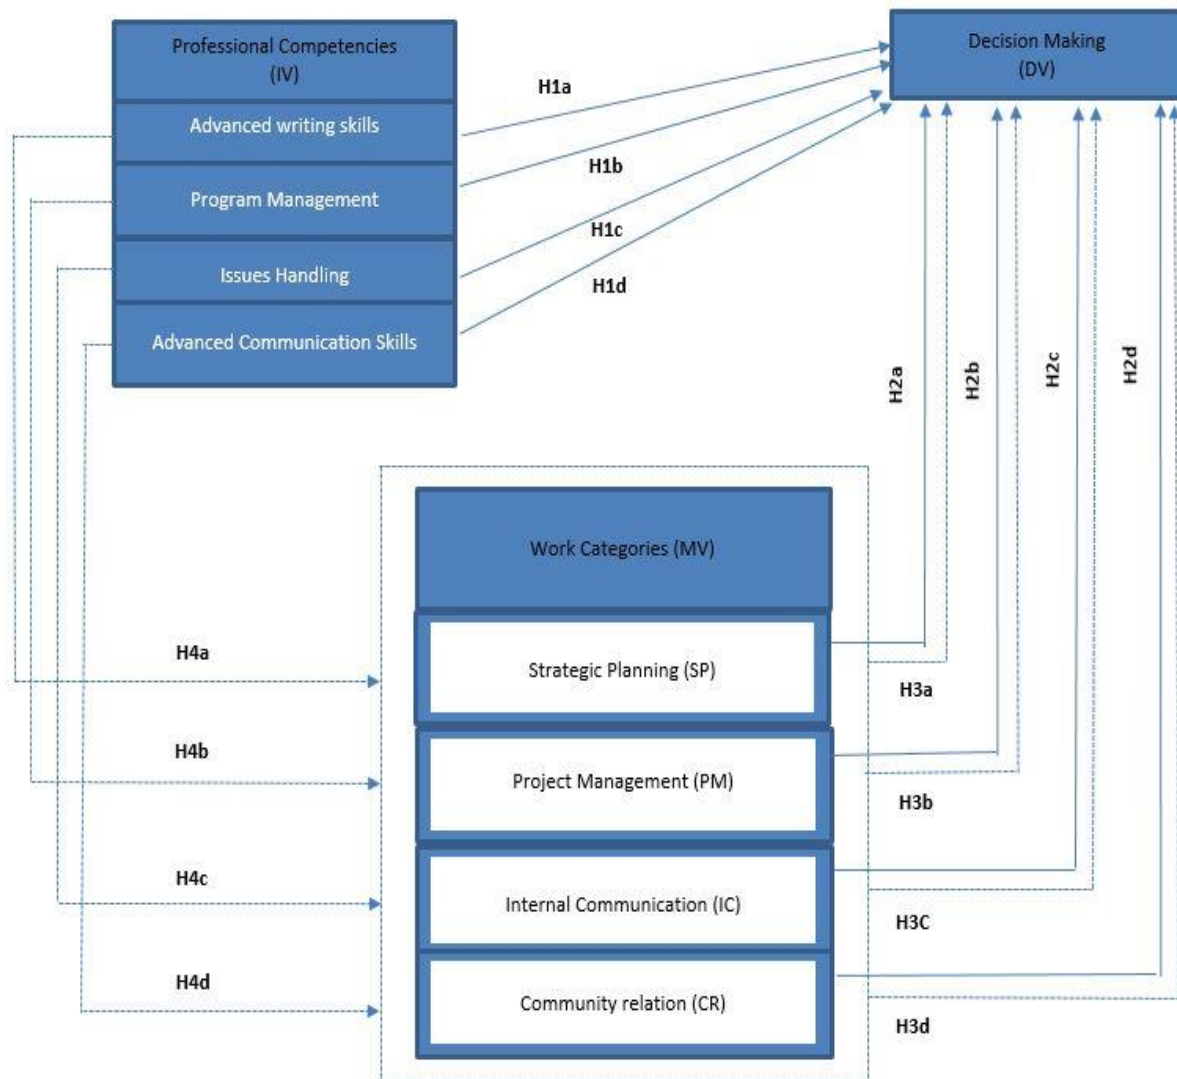 Professional Competencies
(IV)
Advanced writing skills
Program Management
Issues Handling
Advanced Communication Skills
Decision Making
(DV)
H1a
H1b
H1c
H1d
H2a
H2b
H2c
H2d
Work Categories (MV)
Strategic Planning (SP)
Project Management (PM)
Internal Communication (IC)
Community relation (CR)
H4a
H4b
H4c
H4d
H3a
H3b
H3C
H3d